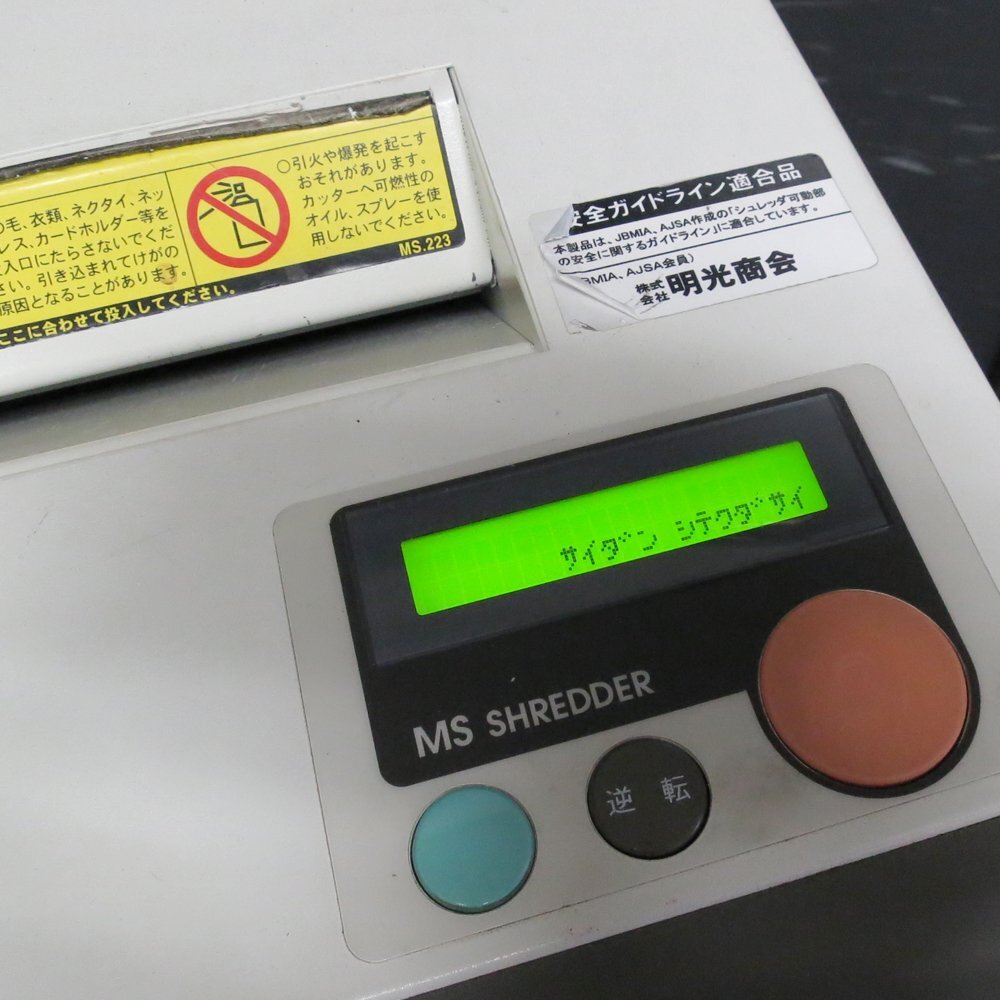 の毛、衣類、ネクタイ、ネッ
レス、カードホルダー等を
入口にたらさないでくだ
さい。引き込まれてけがの
原因となることがあります。
○引火や爆発を起こす
おそれがあります。
カッターへ可燃性の
オイル、スプレーを使
用しないでください。
MS.223
ここに合わせて投入してください。
安全ガイドライン適合品
本製品は、JBMIA、AJSA作成の「シュレッダ可動部
の安全に関するガイドライン」に適合しています。
BMIA、AJSA会員)
株式会社 明光商会
サイダン シテクダサイ
MS SHREDDER
逆 転